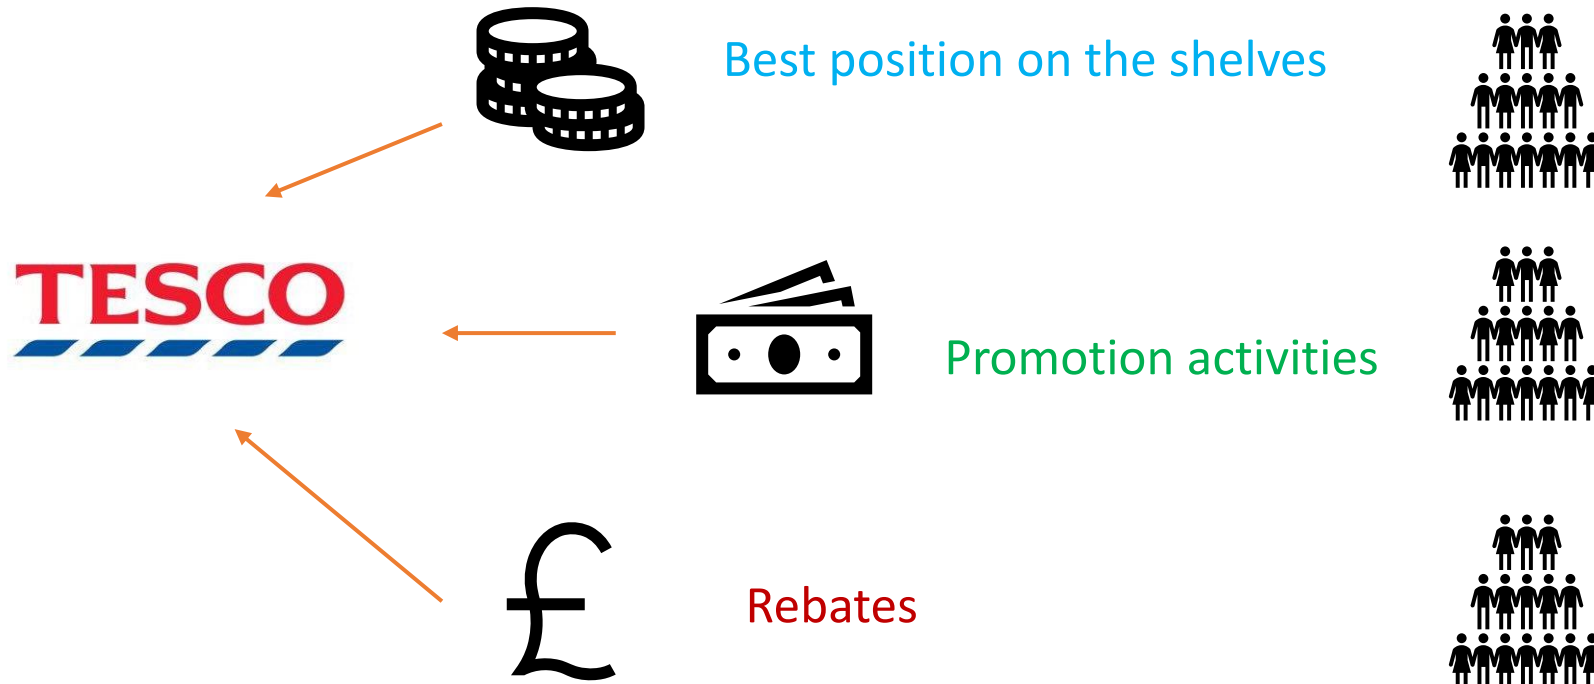 Best position on the shelves
TESCO
Promotion activities
£
Rebates